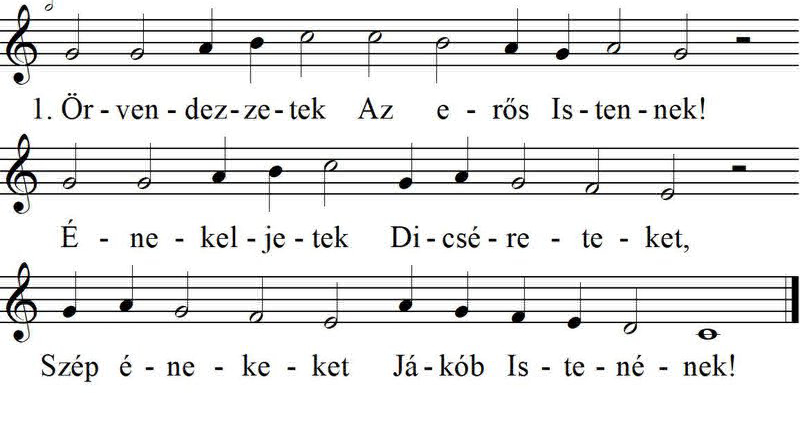 1. Ör - ven - dez - ze - tek Az e - rős Is - ten - nek!
É - ne - kel - je - tek Di - csé - re - te - ket,
Szép é - ne - ke - ket Já - kób Is - te - né - nek!